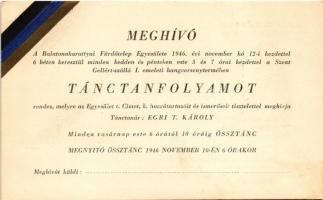 MEGHÍVÓ
A Balatonakarattyai Fürdőtelep Egyesülete 1946. évi november hó 12-i kezdettel
6 héten keresztül minden kedden és pénteken este 5 és 7 órai kezdettel a Szent
Gellért-szálló I. emeleti hangversenytermében
TÁNCTANFOLYAMOT
rendez, melyre az Egyesület t. Címet, k. hozzátartozóit és ismerőseit tisztelettel meghívja
Tánctanár: EGRI T. KÁROLY
Minden vasárnap este 6 órától 10 óráig ÖSSZTÁNC
MEGNYITÓ ÖSSZTÁNC 1946 NOVEMBER 10-ÉN 6 ÓRAKOR
Meghívót küldi: